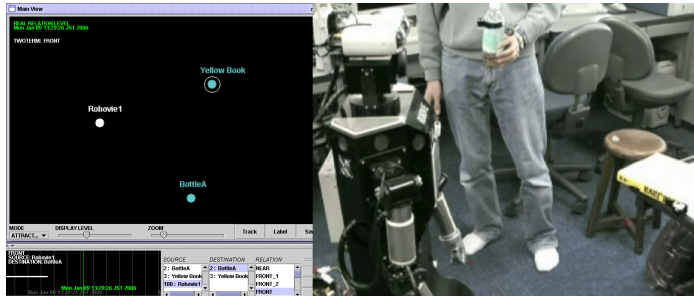 Main View
REAL RELATION LEVEL
Mon Jan 09 13:20:26 JST 2006
TWOTERM: FRONT
Yellow Book
Robovie1
BottleA
MODE
DISPLAY LEVEL
ZOOM
ATTRACT...
Track
Label
FRONT
SOURCE: Robovie1
DESTINATION: BottleA
Mon Jan 09 13:20:26 JST 2006
SOURCE
DESTINATION
RELATION
2: BottleA
3: Yellow Book
100: Robovie1
2: BottleA
3: Yellow Book
NEAR
FRONT_1
FRONT_2
FRONT